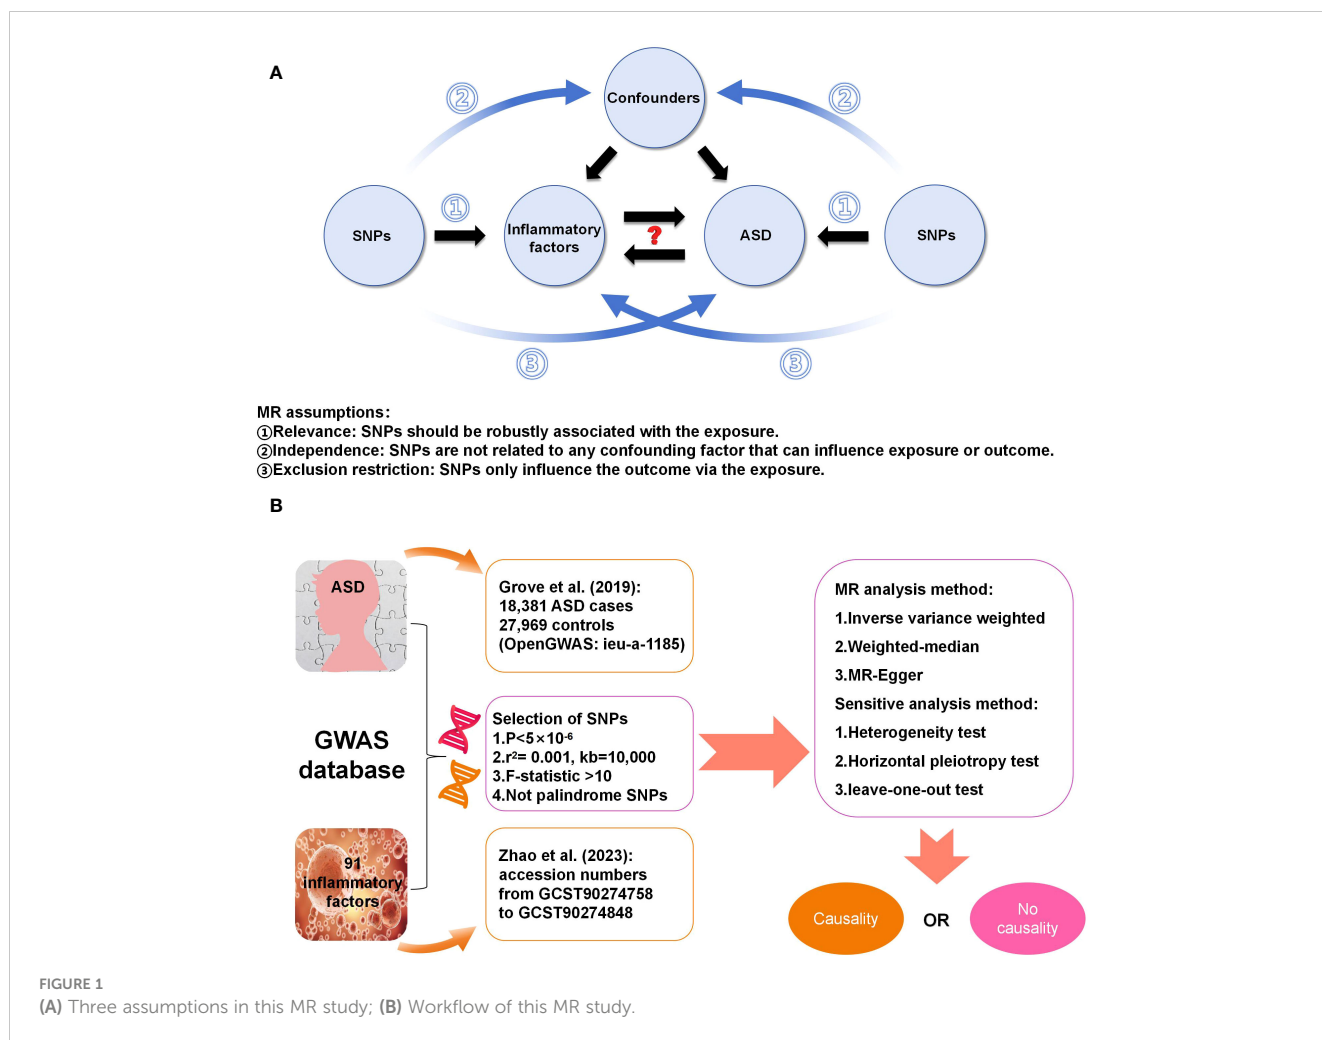 A
Confounders
②
②
SNPs
①
Inflammatory
factors
?
ASD
①
SNPs
③
③
MR assumptions:
①Relevance: SNPs should be robustly associated with the exposure.
②Independence: SNPs are not related to any confounding factor that can influence exposure or outcome.
③Exclusion restriction: SNPs only influence the outcome via the exposure.
B
ASD
GWAS
database
91
inflammatory
factors
Grove et al. (2019):
18,381 ASD cases
27,969 controls
(OpenGWAS: ieu-a-1185)
Selection of SNPs
1.P<5×10⁻⁶
2.r²= 0.001, kb=10,000
3.F-statistic >10
4.Not palindrome SNPs
Zhao et al. (2023):
accession numbers
from GCST90274758
to GCST90274848
MR analysis method:
1.Inverse variance weighted
2.Weighted-median
3.MR-Egger
Sensitive analysis method:
1.Heterogeneity test
2.Horizontal pleiotropy test
3.leave-one-out test
Causality
OR
No
causality
FIGURE 1
(A) Three assumptions in this MR study; (B) Workflow of this MR study.